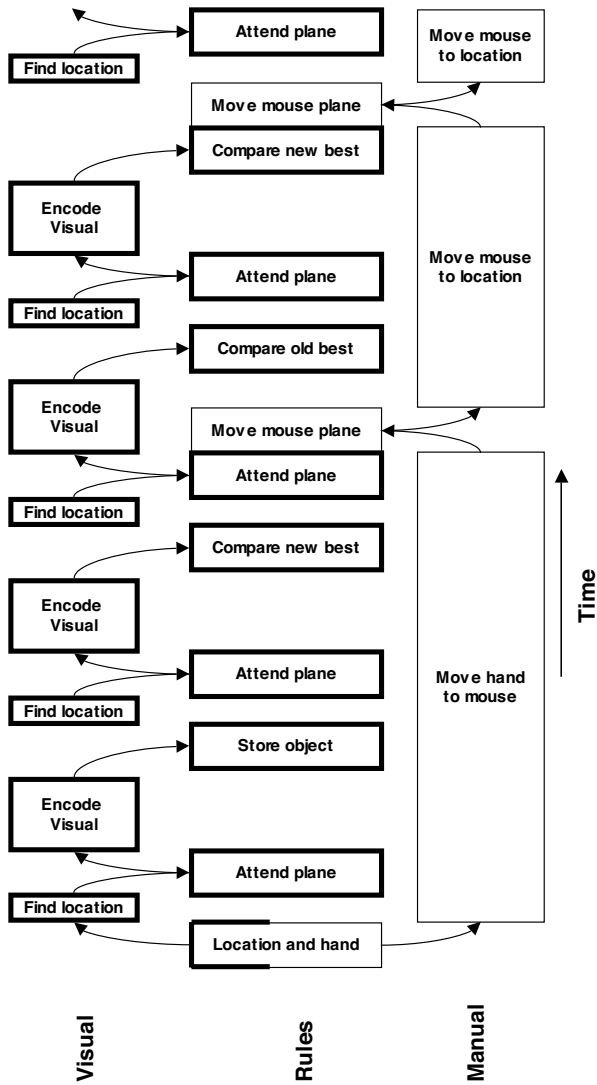 Attend plane
Move mouse
to location
Find location
Move mouse plane
Compare new best
Encode
Visual
Move mouse
to location
Attend plane
Find location
Compare old best
Encode
Visual
Move mouse plane
Attend plane
Find location
Compare new best
Encode
Visual
Time
Move hand
to mouse
Attend plane
Find location
Store object
Encode
Visual
Attend plane
Find location
Location and hand
Visual
Rules
Manual